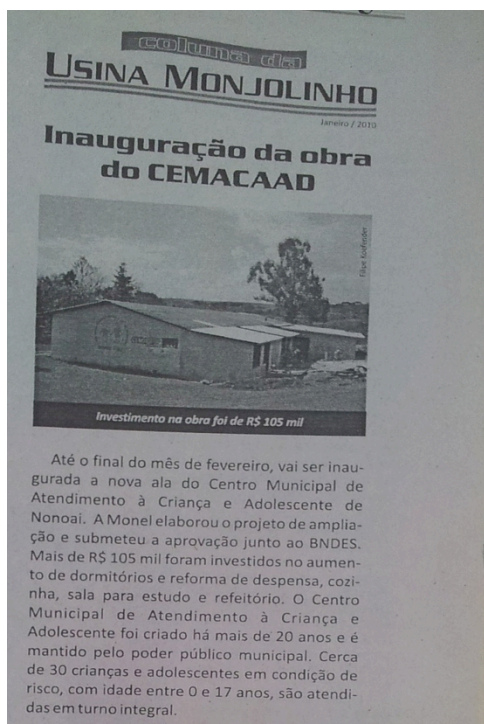 coluna da
USINA MONJOLINHO
Janeiro / 2010
Inauguração da obra
do CEMACAAD
Investimento na obra foi de R$ 105 mil
Até o final do mês de fevereiro, vai ser inau-
gurada a nova ala do Centro Municipal de
Atendimento à Criança e Adolescente de
Nonoai. A Monel elaborou o projeto de amplia-
ção e submeteu a aprovação junto ao BNDES.
Mais de R$ 105 mil foram investidos no aumen-
to de dormitórios e reforma de despensa, cozi-
nha, sala para estudo e refeitório. O Centro
Municipal de Atendimento à Criança e
Adolescente foi criado há mais de 20 anos e é
mantido pelo poder público municipal. Cerca
de 30 crianças e adolescentes em condição de
risco, com idade entre 0 e 17 anos, são atendi-
das em turno integral.